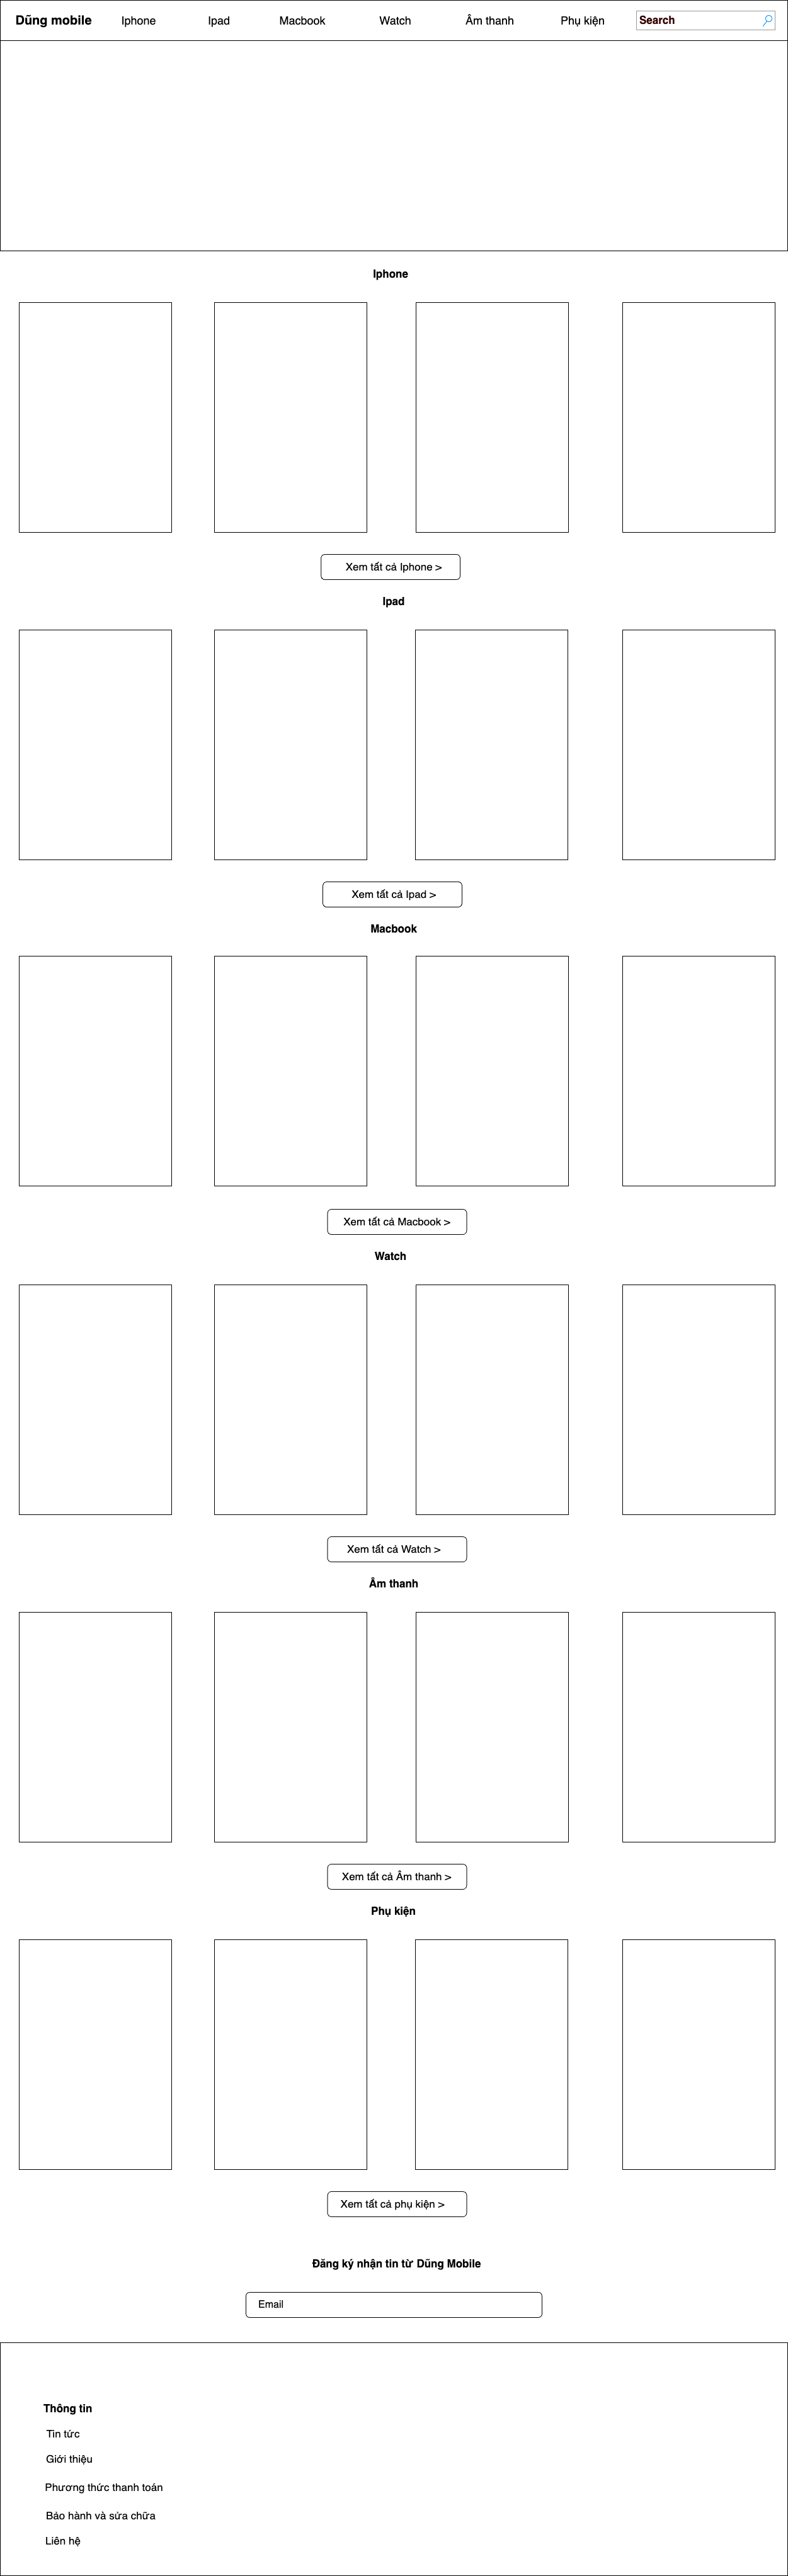 Dũng mobile Iphone Ipad Macbook Watch Âm thanh Phụ kiện Search
Iphone
Xem tất cả Iphone >
Ipad
Xem tất cả Ipad >
Macbook
Xem tất cả Macbook >
Watch
Xem tất cả Watch >
Âm thanh
Xem tất cả Âm thanh >
Phụ kiện
Xem tất cả phụ kiện >
Đăng ký nhận tin từ Dũng Mobile
Email
Thông tin
Tin tức
Giới thiệu
Phương thức thanh toán
Bảo hành và sửa chữa
Liên hệ